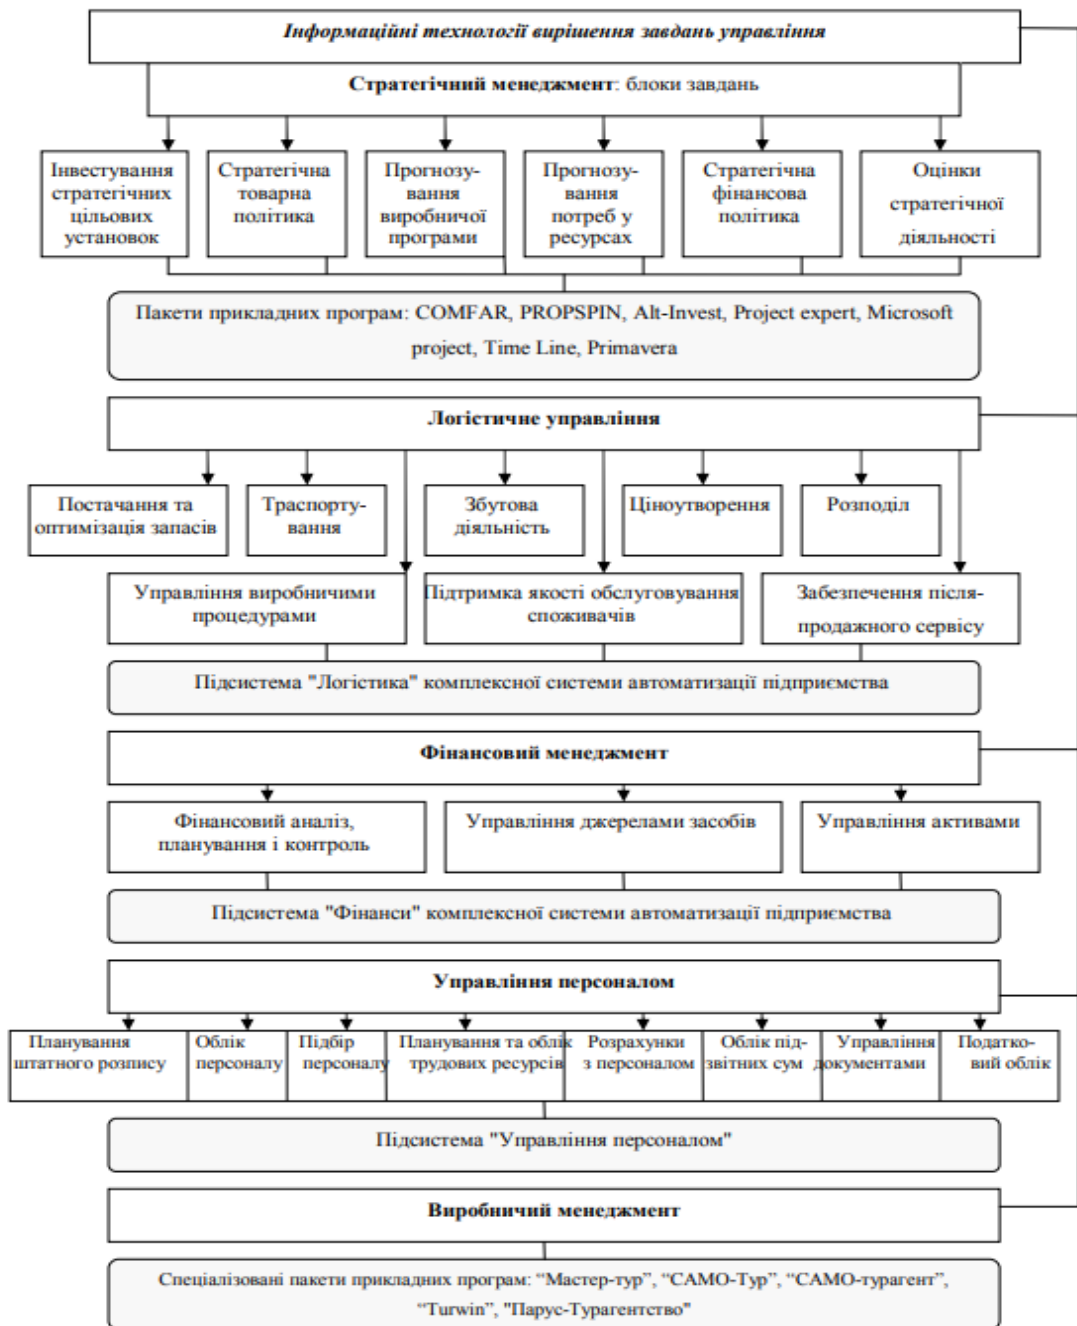 Інформаційні технології вирішення завдань управління
Стратегічний менеджмент: блоки завдань
Інвестування
стратегічних
цільових
установок
Стратегічна
товарна
політика
Прогнозу-
вання
виробничої
програми
Прогнозу-
вання
потреб у
ресурсах
Стратегічна
фінансова
політика
Оцінки
стратегічної
діяльності
Пакети прикладних програм: COMFAR, PROPSPIN, Alt-Invest, Project expert, Microsoft
project, Time Line, Primavera
Логістичне управління
Постачання та
оптимізація запасів
Траспорту-
вання
Збутова
діяльність
Ціноутворення
Розподіл
Управління виробничими
процедурами
Підтримка якості обслуговування
споживачів
Забезпечення після-
продажного сервісу
Підсистема "Логістика" комплексної системи автоматизації підприємства
Фінансовий менеджмент
Фінансовий аналіз,
планування і контроль
Управління джерелами засобів
Управління активами
Підсистема "Фінанси" комплексної системи автоматизації підприємства
Управління персоналом
Планування
штатного розпису
Облік
персоналу
Підбір
персоналу
Планування та облік
трудових ресурсів
Розрахунки
з персоналом
Облік під-
звітних сум
Управління
документами
Податко-
вий облік
Підсистема "Управління персоналом"
Виробничий менеджмент
Спеціалізовані пакети прикладних програм: “Мастер-тур”, “САМО-Тур”, “САМО-турагент”,
“Turwin”, "Парус-Турагентство"